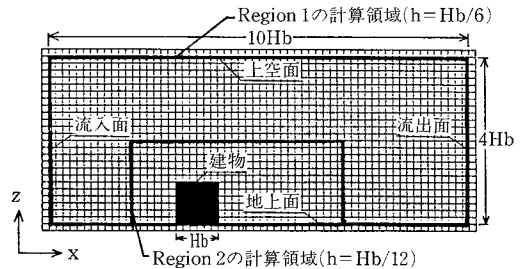 Region 1の計算領域(h=Hb/6)
10Hb
上空面
流入面
流出面
4Hb
建物
地上面
z
x
Hb
Region 2の計算領域(h=Hb/12)